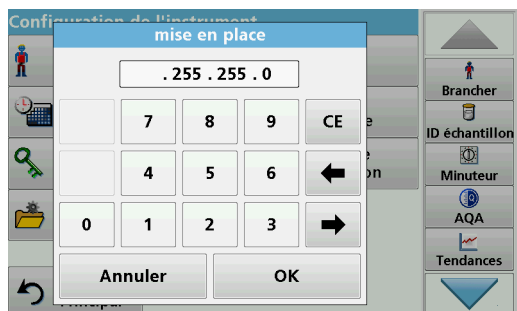 Configuration de l'instrument
mise en place
. 255 . 255 . 0
7 8 9 CE
4 5 6
0 1 2 3
Annuler OK
Principal
Brancher
ID échantillon
Minuteur
AQA
Tendances